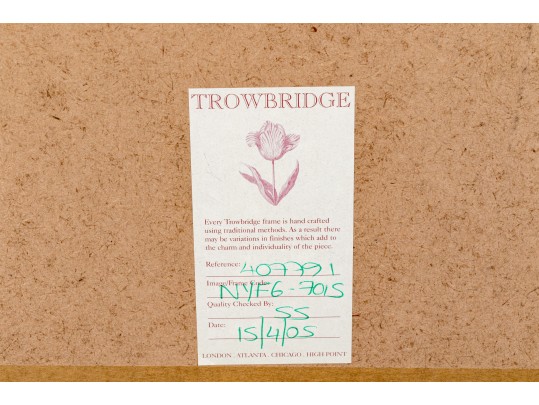 TROWBRIDGE
Every Trowbridge frame is hand crafted
using traditional methods. As a result there
may be variations in finishes which add to
the charm and individuality of the piece.
Reference: 407791
Image/Frame Code: NYF6-7015
Quality Checked By: SS
Date: 15/4/05
LONDON . ATLANTA . CHICAGO . HIGH POINT